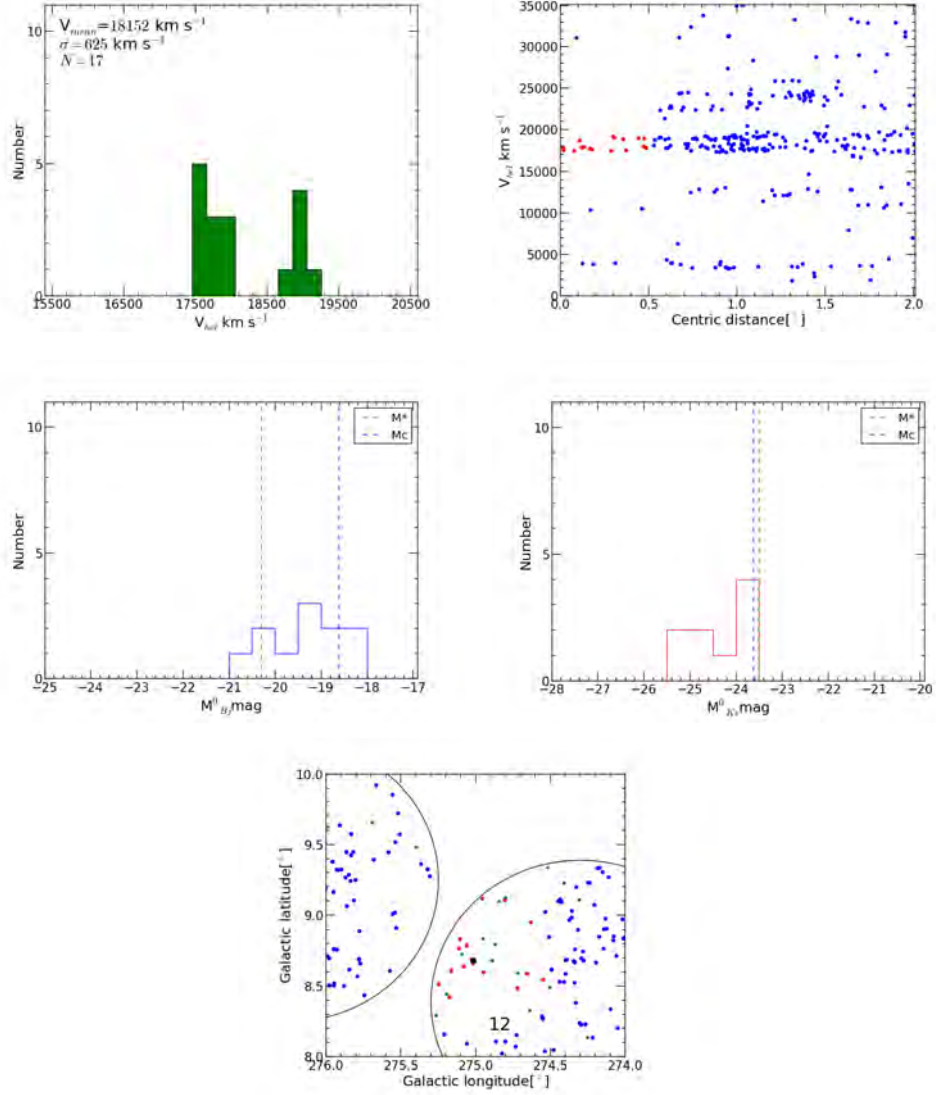 V_mean=18152 km s⁻¹
σ=625 km s⁻¹
N=17
10
5
0
Number
15500 16500 17500 18500 19500 20500
V_hel km s⁻¹
35000
30000
25000
20000
15000
10000
5000
0
V_hel km s⁻¹
0.0 0.5 1.0 1.5 2.0
Centric distance[°]
M*
Mc
10
5
0
Number
−25 −24 −23 −22 −21 −20 −19 −18 −17
M⁰_BJ mag
M*
Mc
10
5
0
Number
−28 −27 −26 −25 −24 −23 −22 −21 −20
M⁰_Ks mag
10.0
9.5
9.0
8.5
8.0
Galactic latitude[°]
12
276.0 275.5 275.0 274.5 274.0
Galactic longitude[°]